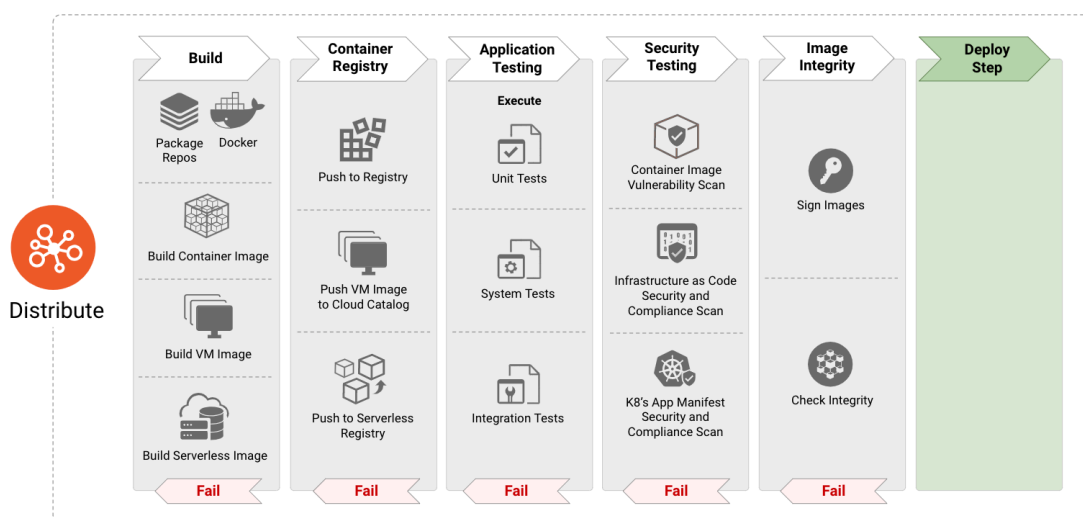 Distribute
Build
Package
Repos
Docker
Build Container Image
Build VM Image
Build Serverless Image
Fail
Container
Registry
Push to Registry
Push VM Image
to Cloud Catalog
Push to Serverless
Registry
Fail
Application
Testing
Execute
Unit Tests
System Tests
Integration Tests
Fail
Security
Testing
Container Image
Vulnerability Scan
Infrastructure as Code
Security and
Compliance Scan
K8's App Manifest
Security and
Compliance Scan
Fail
Image
Integrity
Sign Images
Check Integrity
Fail
Deploy
Step